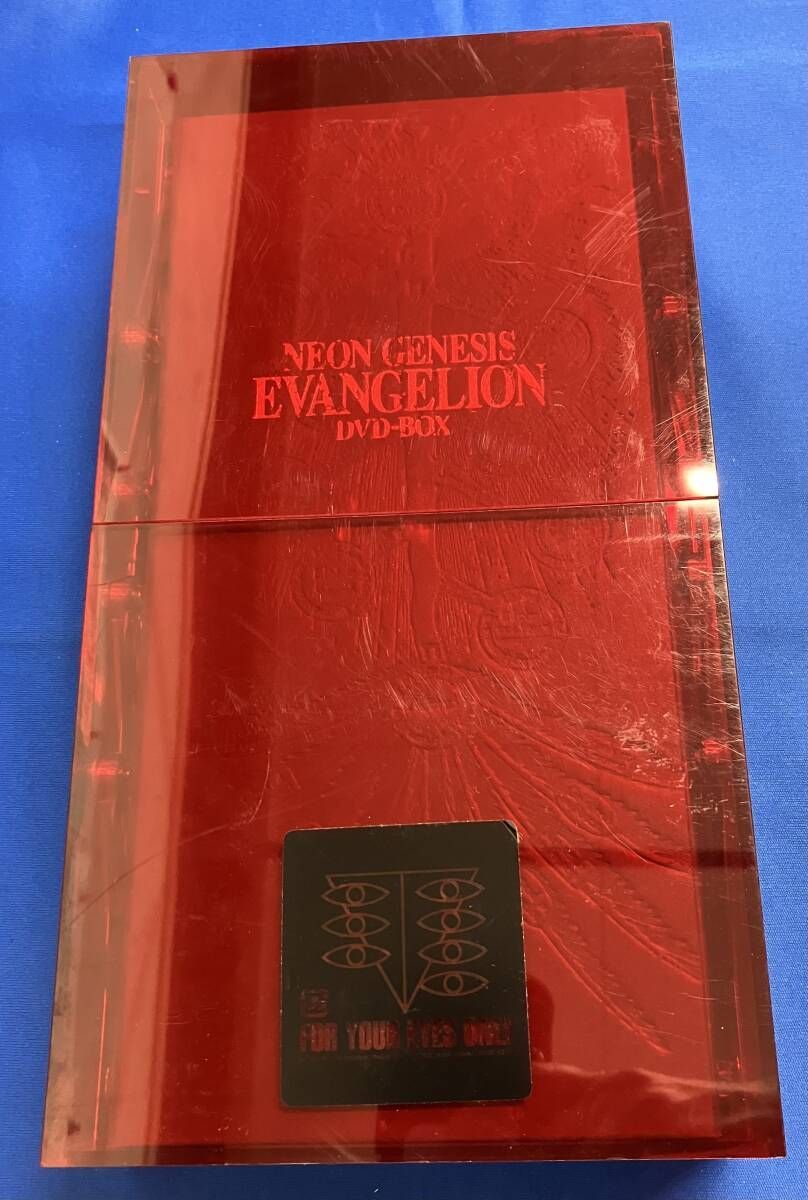 NEON GENESIS
EVANGELION
DVD-BOX
FOR YOUR EYES ONLY